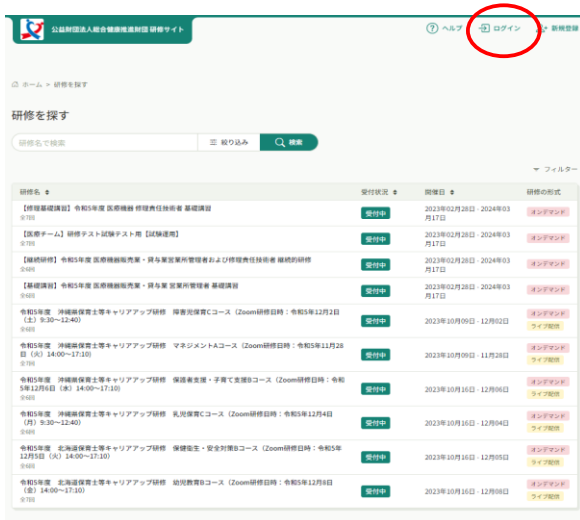 公益財団法人総合健康推進財団 研修サイト
ヘルプ ログイン 新規登録
ホーム > 研修を探す
研修を探す
研修名で検索 絞り込み 検索
フィルター
研修名 受付状況 開催日 研修の形式
【修理基礎講習】令和5年度 医療機器 修理責任技術者 基礎講習
全7回
受付中
2023年02月28日 - 2024年03
月17日
オンデマンド
【医療チーム】研修テスト試験テスト用【試験運用】
全7回
受付中
2023年02月28日 - 2024年03
月17日
オンデマンド
【継続研修】令和5年度 医療機器販売業・貸与業営業所管理者および修理責任技術者 継続的研修
全6回
受付中
2023年02月28日 - 2024年03
月17日
オンデマンド
【基礎講習】令和5年度 医療機器販売業・貸与業 営業所管理者 基礎講習
全6回
受付中
2023年02月28日 - 2024年03
月17日
オンデマンド
令和5年度 沖縄県保育士等キャリアアップ研修 障害児保育Cコース（Zoom研修日時：令和5年12月2日
（土）9:30～12:40）
全6回
受付中
2023年10月09日 - 12月02日
オンデマンド
ライブ配信
令和5年度 沖縄県保育士等キャリアアップ研修 マネジメントAコース（Zoom研修日時：令和5年11月28
日（火）14:00～17:10）
全7回
受付中
2023年10月09日 - 11月28日
オンデマンド
ライブ配信
令和5年度 沖縄県保育士等キャリアアップ研修 保護者支援・子育て支援Bコース（Zoom研修日時：令和
5年12月6日（水）14:00～17:10）
全6回
受付中
2023年10月16日 - 12月06日
オンデマンド
ライブ配信
令和5年度 沖縄県保育士等キャリアアップ研修 乳児保育Cコース（Zoom研修日時：令和5年12月4日
（月）9:30～12:40）
全6回
受付中
2023年10月16日 - 12月04日
オンデマンド
ライブ配信
令和5年度 北海道保育士等キャリアアップ研修 保健衛生・安全対策Bコース（Zoom研修日時：令和5年
12月5日（火）14:00～17:10）
全6回
受付中
2023年10月16日 - 12月05日
オンデマンド
ライブ配信
令和5年度 北海道保育士等キャリアアップ研修 幼児教育Bコース（Zoom研修日時：令和5年12月8日
（金）14:00～17:10）
全7回
受付中
2023年10月16日 - 12月08日
オンデマンド
ライブ配信